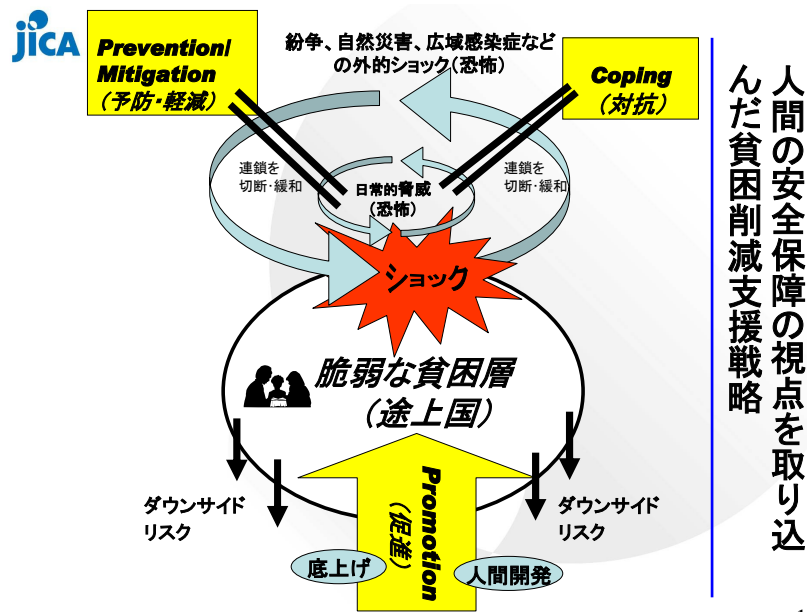 JICA
Prevention/
Mitigation
（予防・軽減）
紛争、自然災害、広域感染症など
の外的ショック（恐怖）
Coping
（対抗）
連鎖を
切断・緩和
日常的脅威
（恐怖）
連鎖を
切断・緩和
ショック
脆弱な貧困層
（途上国）
ダウンサイド
リスク
ダウンサイド
リスク
Promotion
（促進）
底上げ
人間開発
人間の安全保障の視点を取り込
んだ貧困削減支援戦略